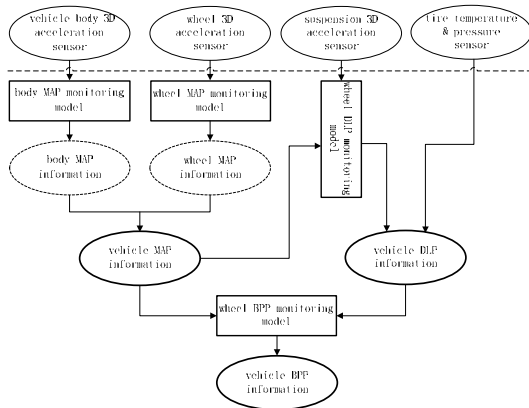 vehicle body 3D
acceleration
sensor
wheel 3D
acceleration
sensor
suspension 3D
acceleration
sensor
tire temperature
& pressure
sensor
body MAP monitoring
model
wheel MAP monitoring
model
wheel DLP monitoring
model
body MAP
information
wheel MAP
information
vehicle MAP
information
vehicle DLP
information
wheel BPP monitoring
model
vehicle BPP
information